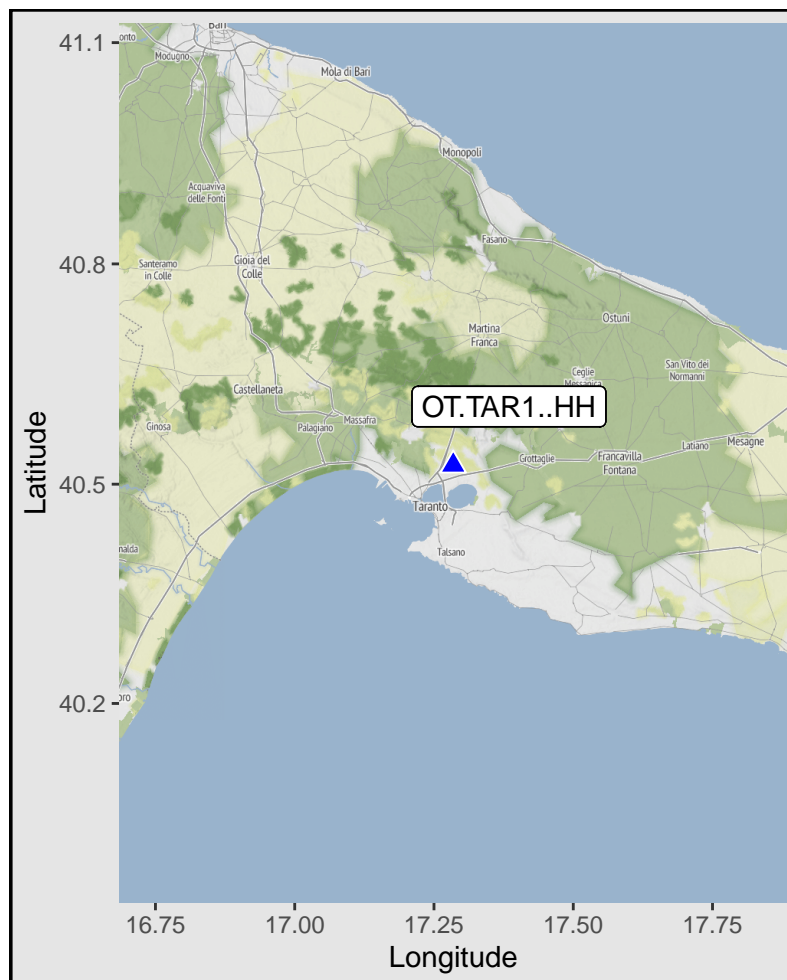 Bari
onto
41.1
Modugno
Mola di Bari
Monopoli
Acquaviva
delle Fonti
Fasano
40.8
Santeramo
in Colle
Gioia del
Colle
Ostuni
Martina
Franca
San Vito dei
Normanni
Ceglie
Messapica
Castellaneta
OT.TAR1..HH
Massafra
Palagiano
Ginosa
Latiano
Mesagne
Grottaglie
Francavilla
Fontana
40.5
Taranto
Talsano
nalda
40.2
oro
16.75
17.00
17.25
17.50
17.75
Longitude
Latitude